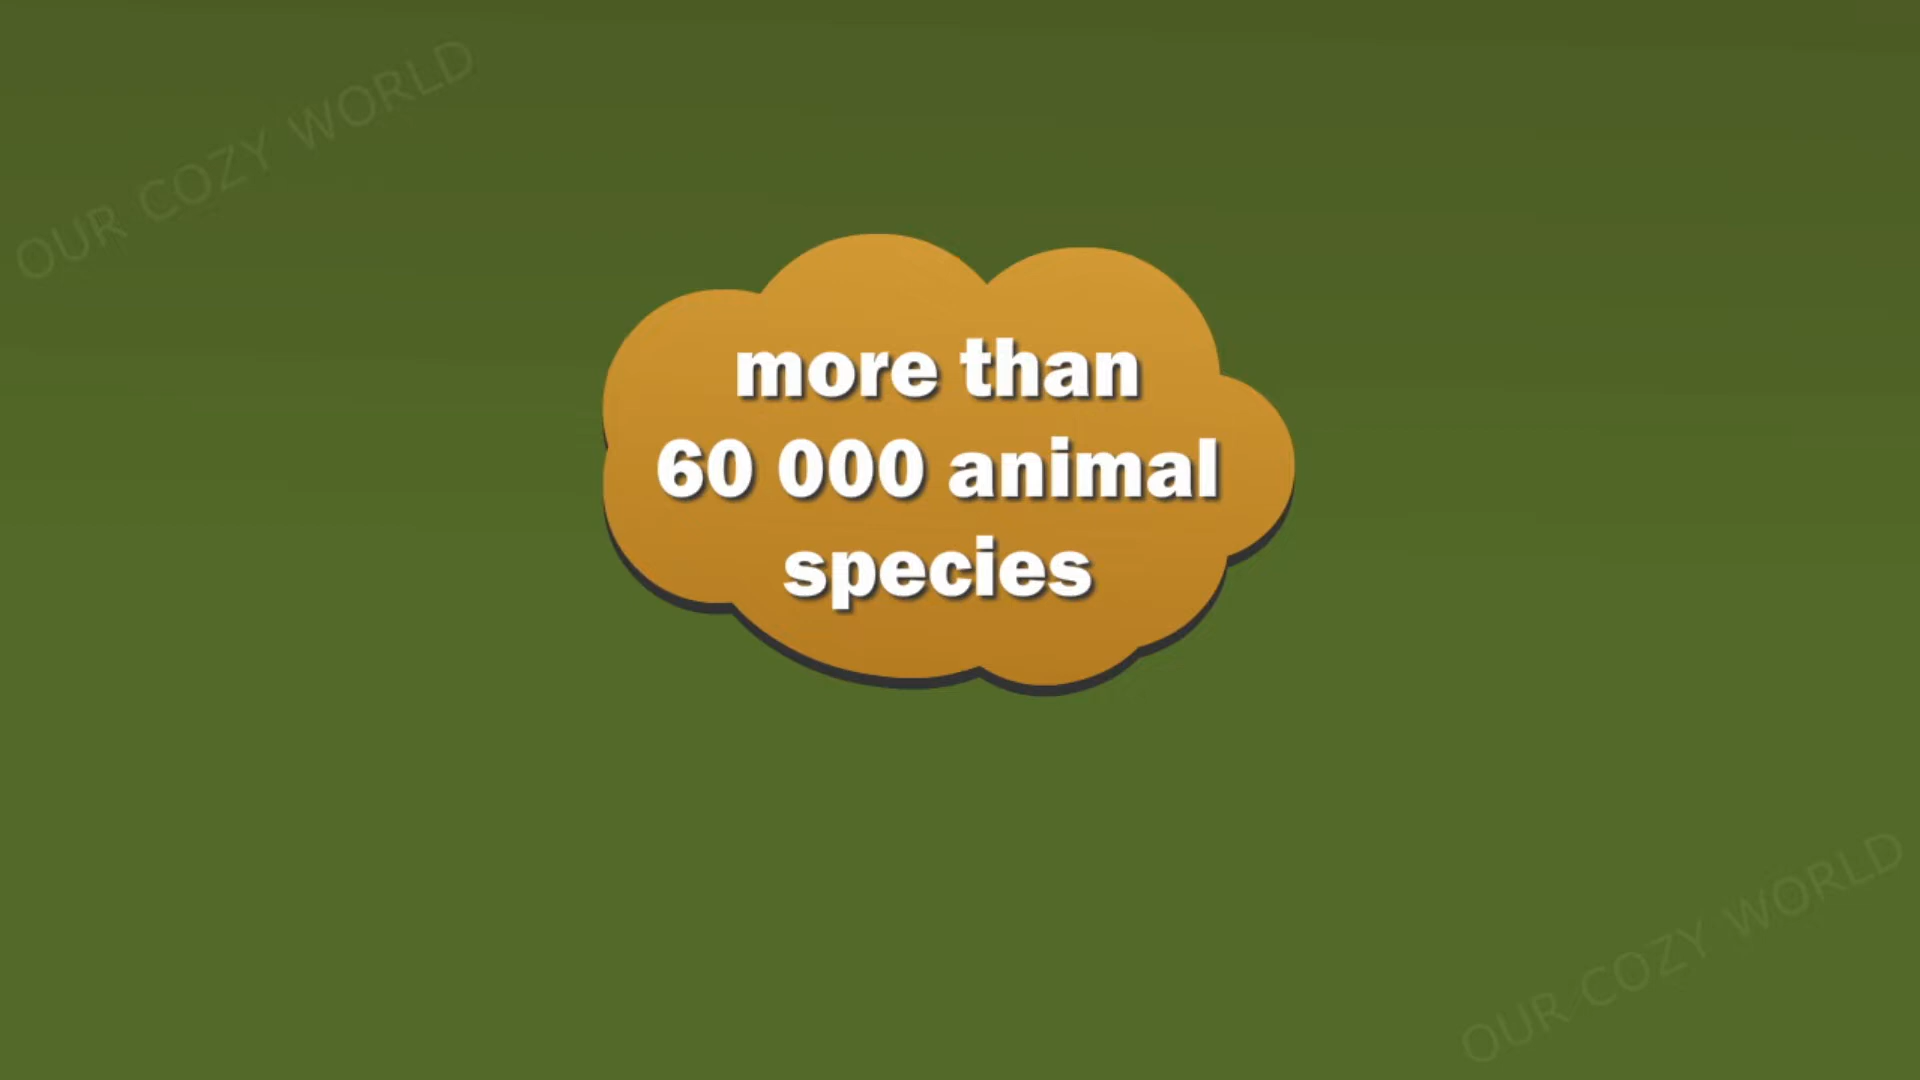 OUR COZY WORLD
more than
60 000 animal
species
OUR COZY WORLD